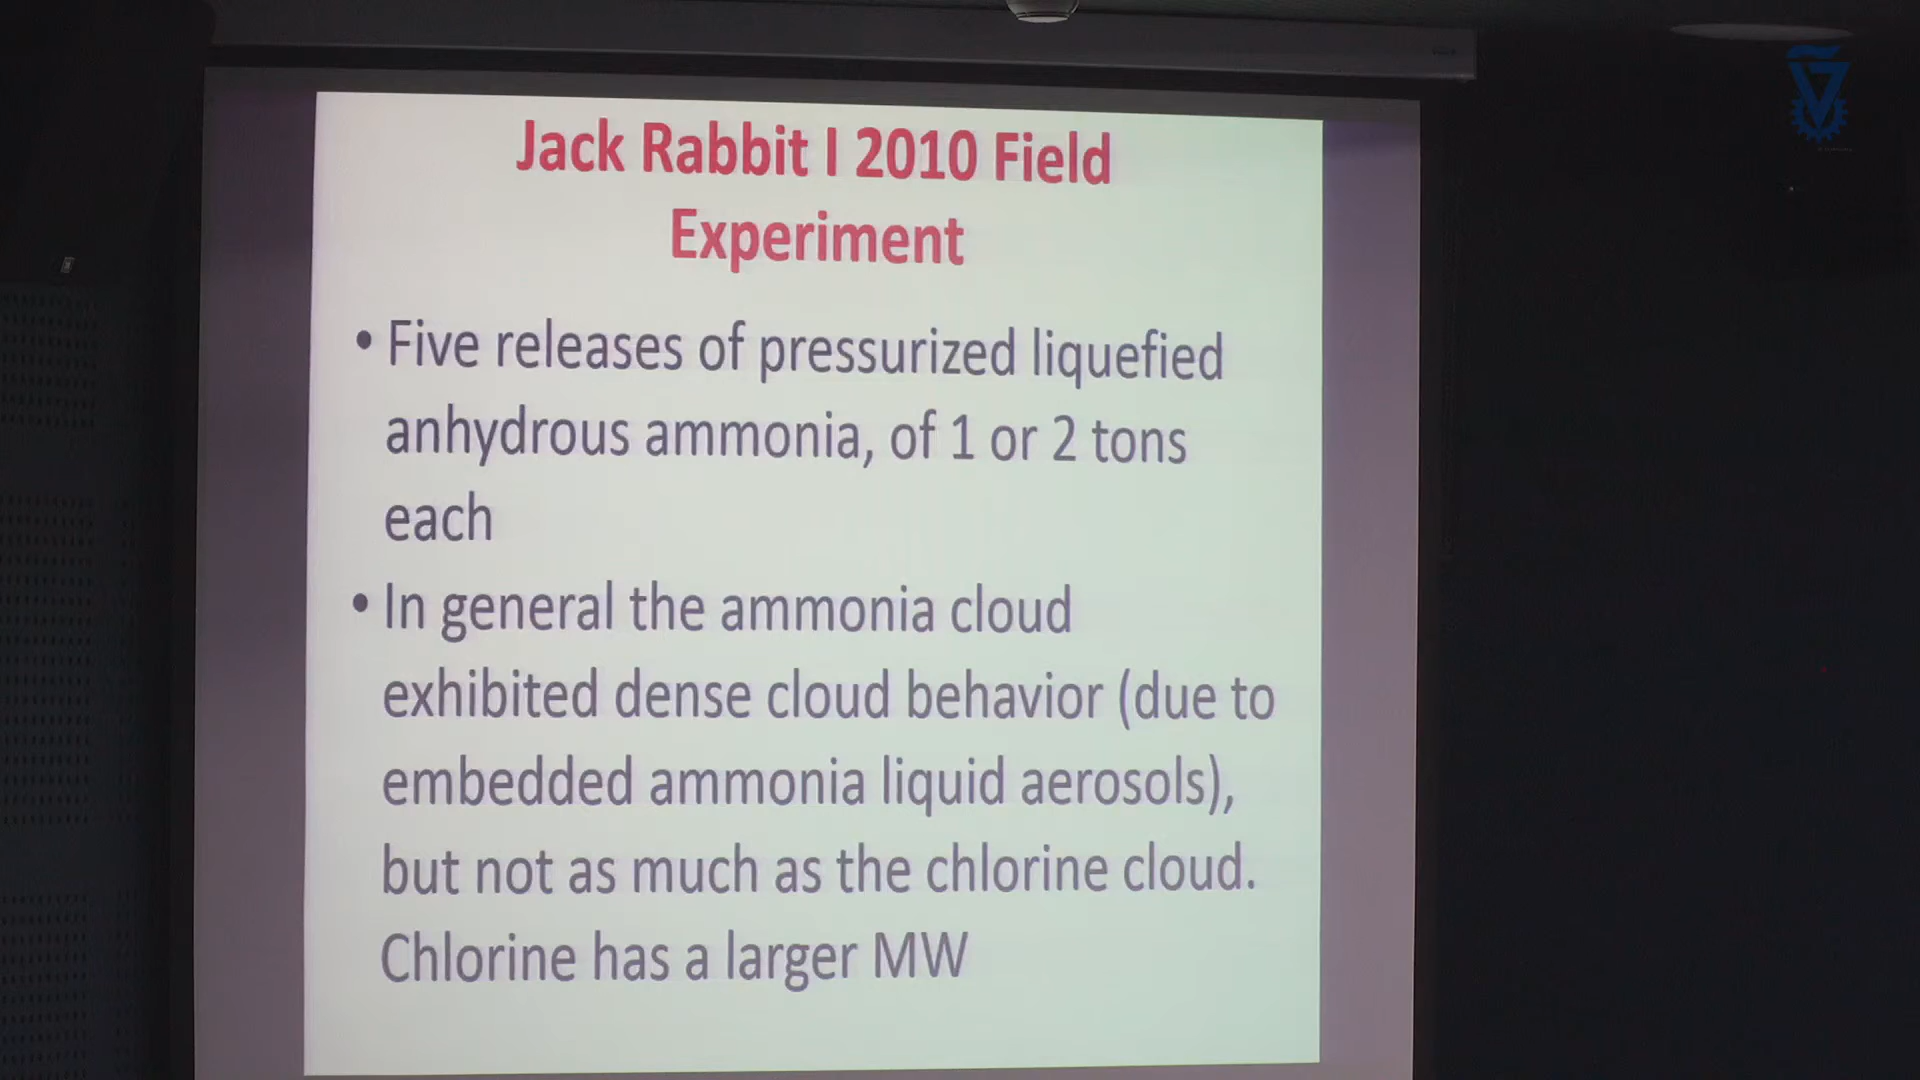 Jack Rabbit I 2010 Field
Experiment
• Five releases of pressurized liquefied
anhydrous ammonia, of 1 or 2 tons
each
• In general the ammonia cloud
exhibited dense cloud behavior (due to
embedded ammonia liquid aerosols),
but not as much as the chlorine cloud.
Chlorine has a larger MW